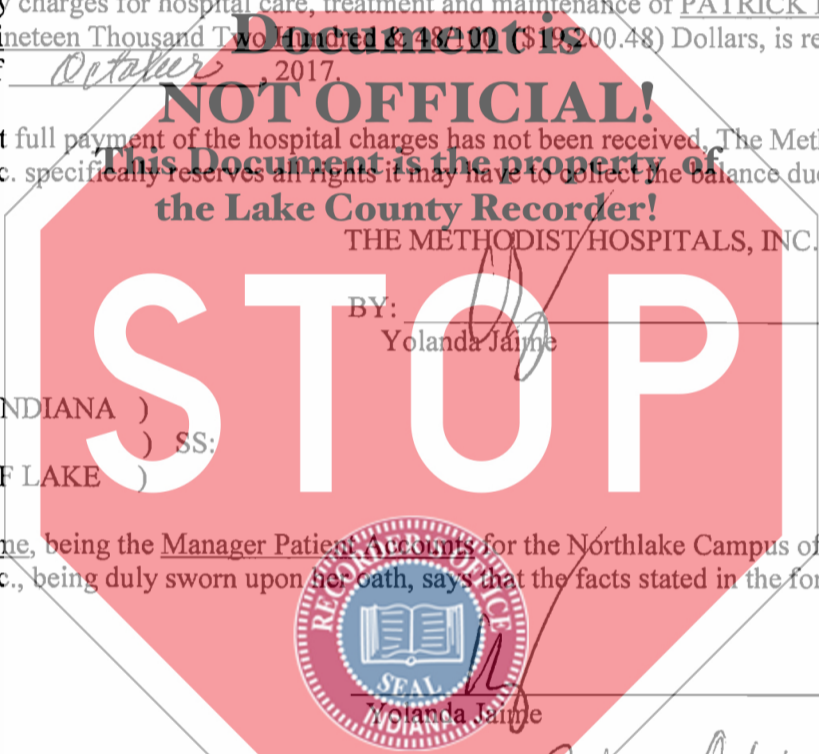 y charges for hospital care, treatment and maintenance of PATRICK
Document is
ineteen Thousand Two Hundred & 48/100 ($19,200.48) Dollars, is re
October, 2017.
NOT OFFICIAL!
t full payment of the hospital charges has not been received, The Met
This Document is the property of
c. specifically reserves all rights it may have to collect the balance du
the Lake County Recorder!
THE METHODIST HOSPITALS, INC.
STOP
BY:
Yolanda Jaime
NDIANA )
) SS:
F LAKE )
me, being the Manager Patient Accounts for the Northlake Campus of
c., being duly sworn upon her oath, says that the facts stated in the for
RECORDER'S OFFICE
SEAL
INDIANA
Yolanda Jaime